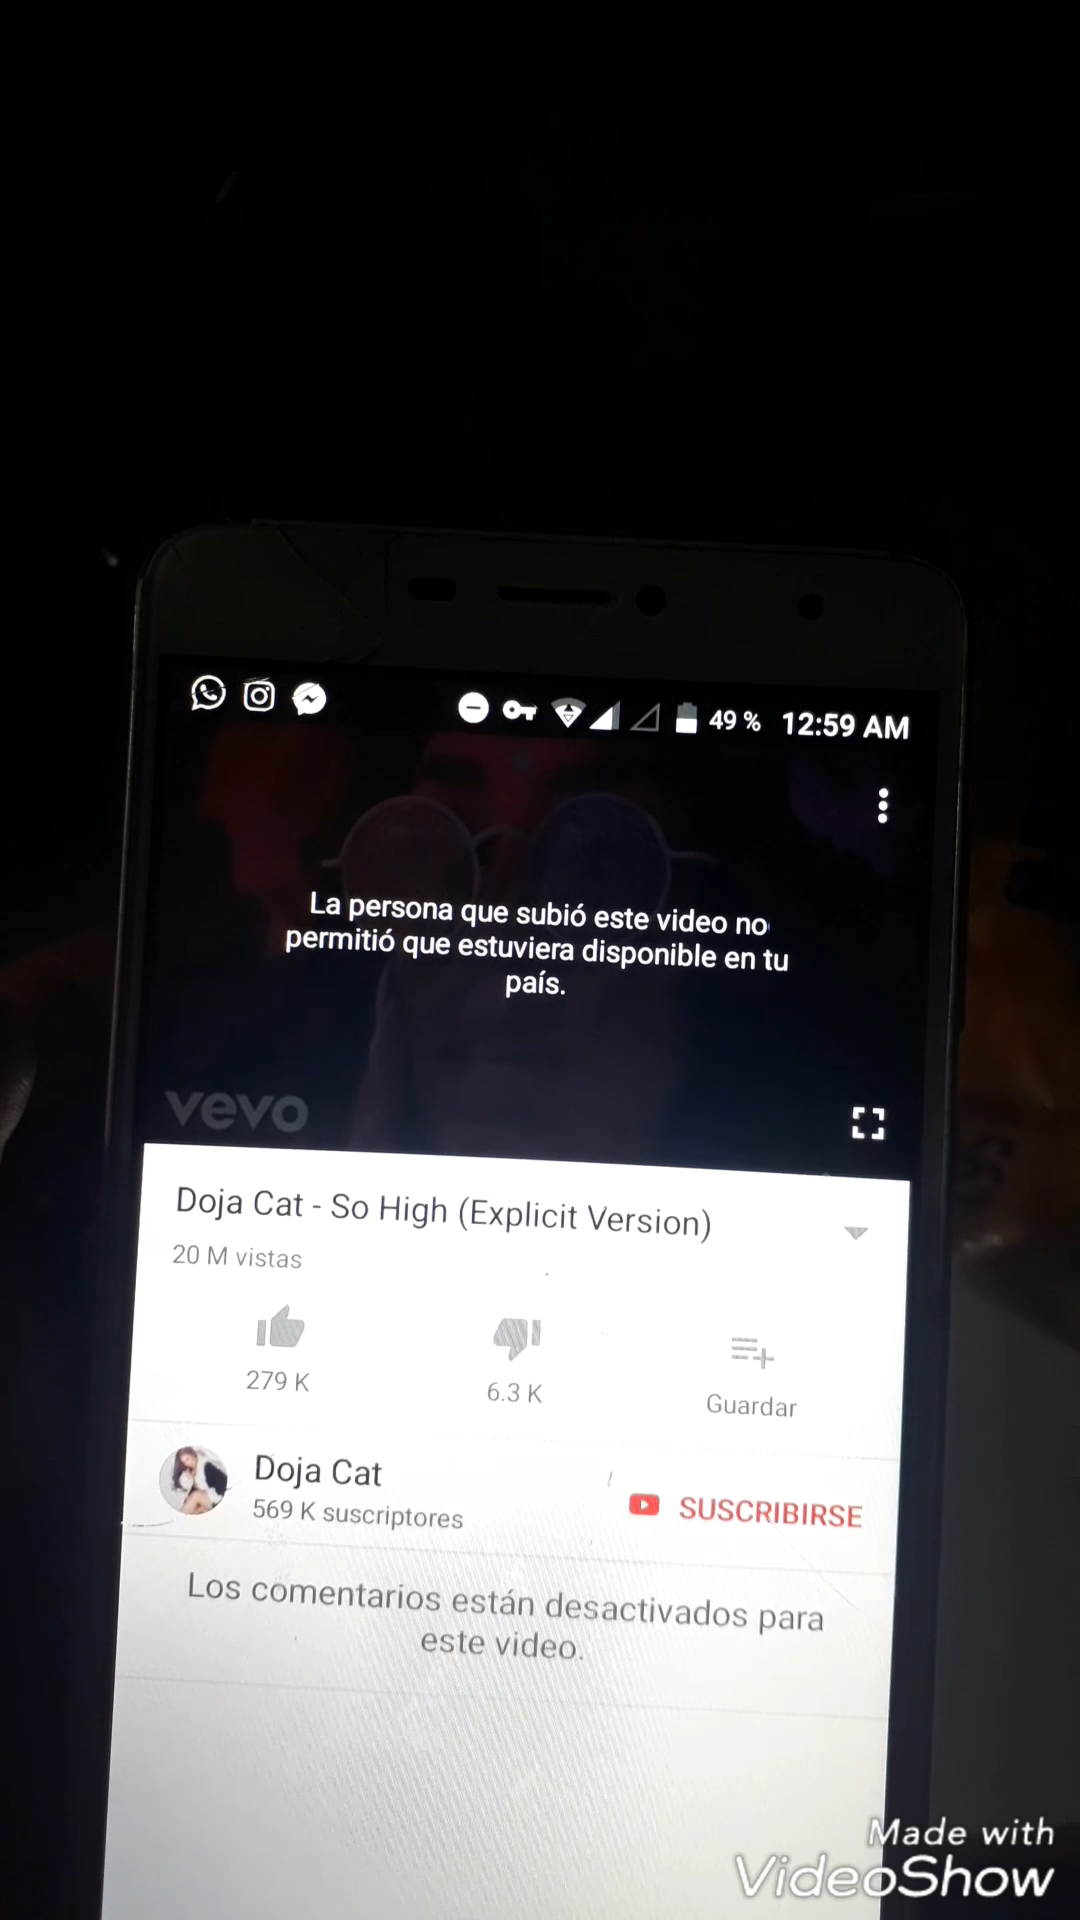 49 % 12:59 AM
La persona que subió este video no
permitió que estuviera disponible en tu
país.
vevo
Doja Cat - So High (Explicit Version)
20 M vistas
279 K
6.3 K
Guardar
Doja Cat
569 K suscriptores
SUSCRIBIRSE
Los comentarios están desactivados para
este video.
Made with
VideoShow